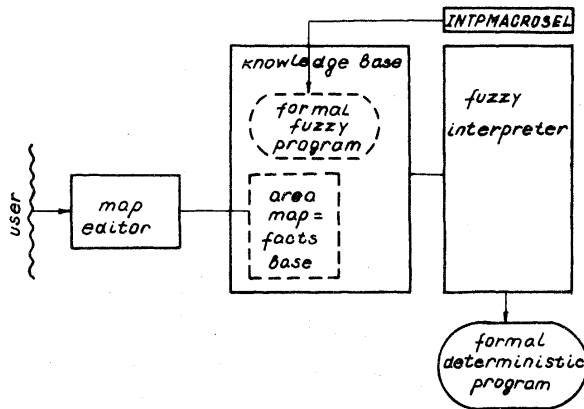 INTPMACROSEL
knowledge base
formal
fuzzy
program
fuzzy
interpreter
user
map
editor
area
map =
facts
base
formal
deterministic
program